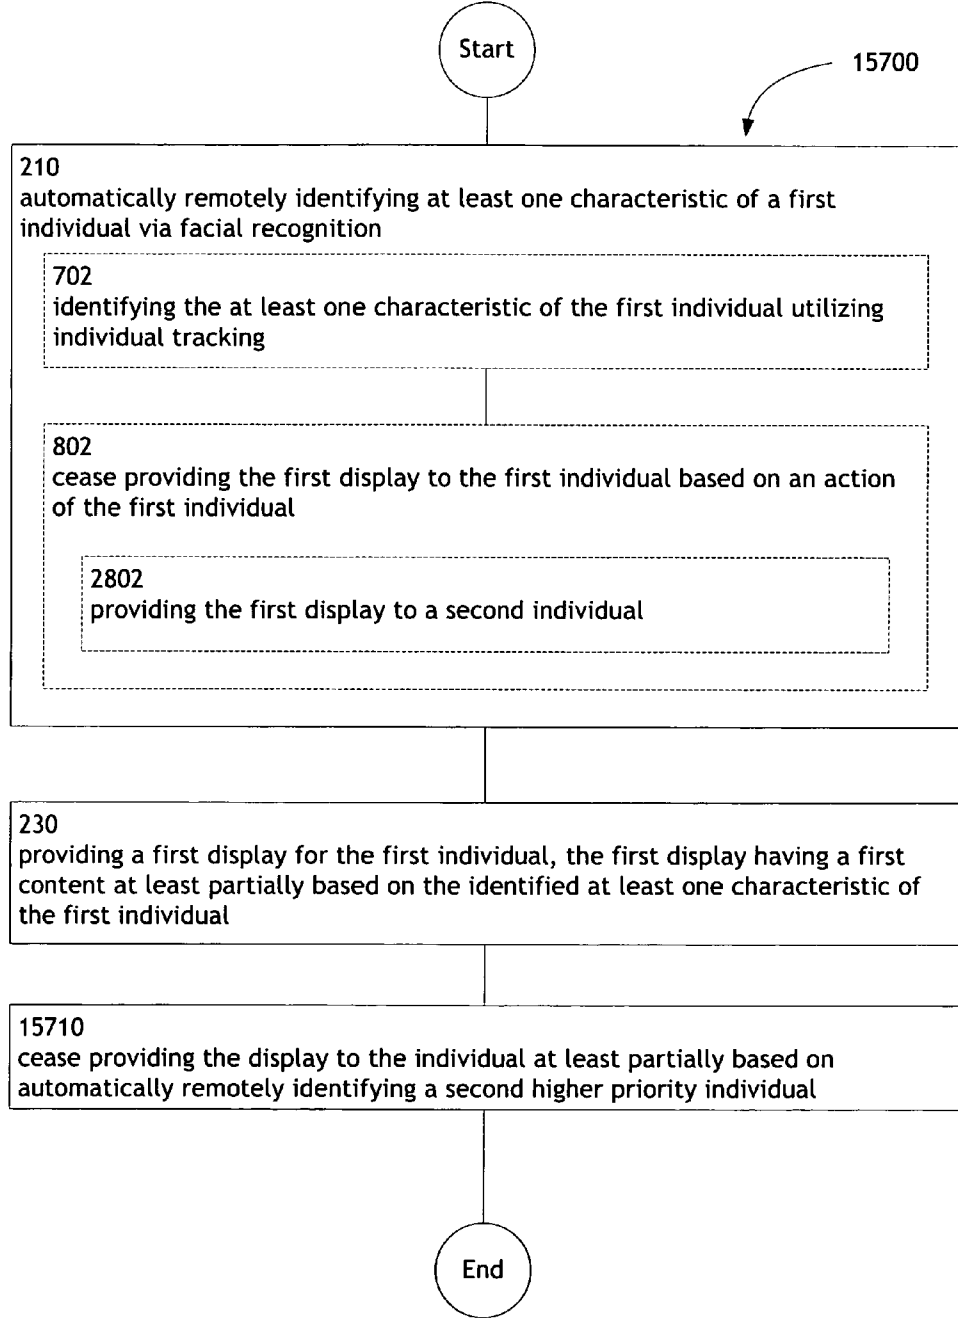 Start
15700
210
automatically remotely identifying at least one characteristic of a first
individual via facial recognition
702
identifying the at least one characteristic of the first individual utilizing
individual tracking
802
cease providing the first display to the first individual based on an action
of the first individual
2802
providing the first display to a second individual
230
providing a first display for the first individual, the first display having a first
content at least partially based on the identified at least one characteristic of
the first individual
15710
cease providing the display to the individual at least partially based on
automatically remotely identifying a second higher priority individual
End